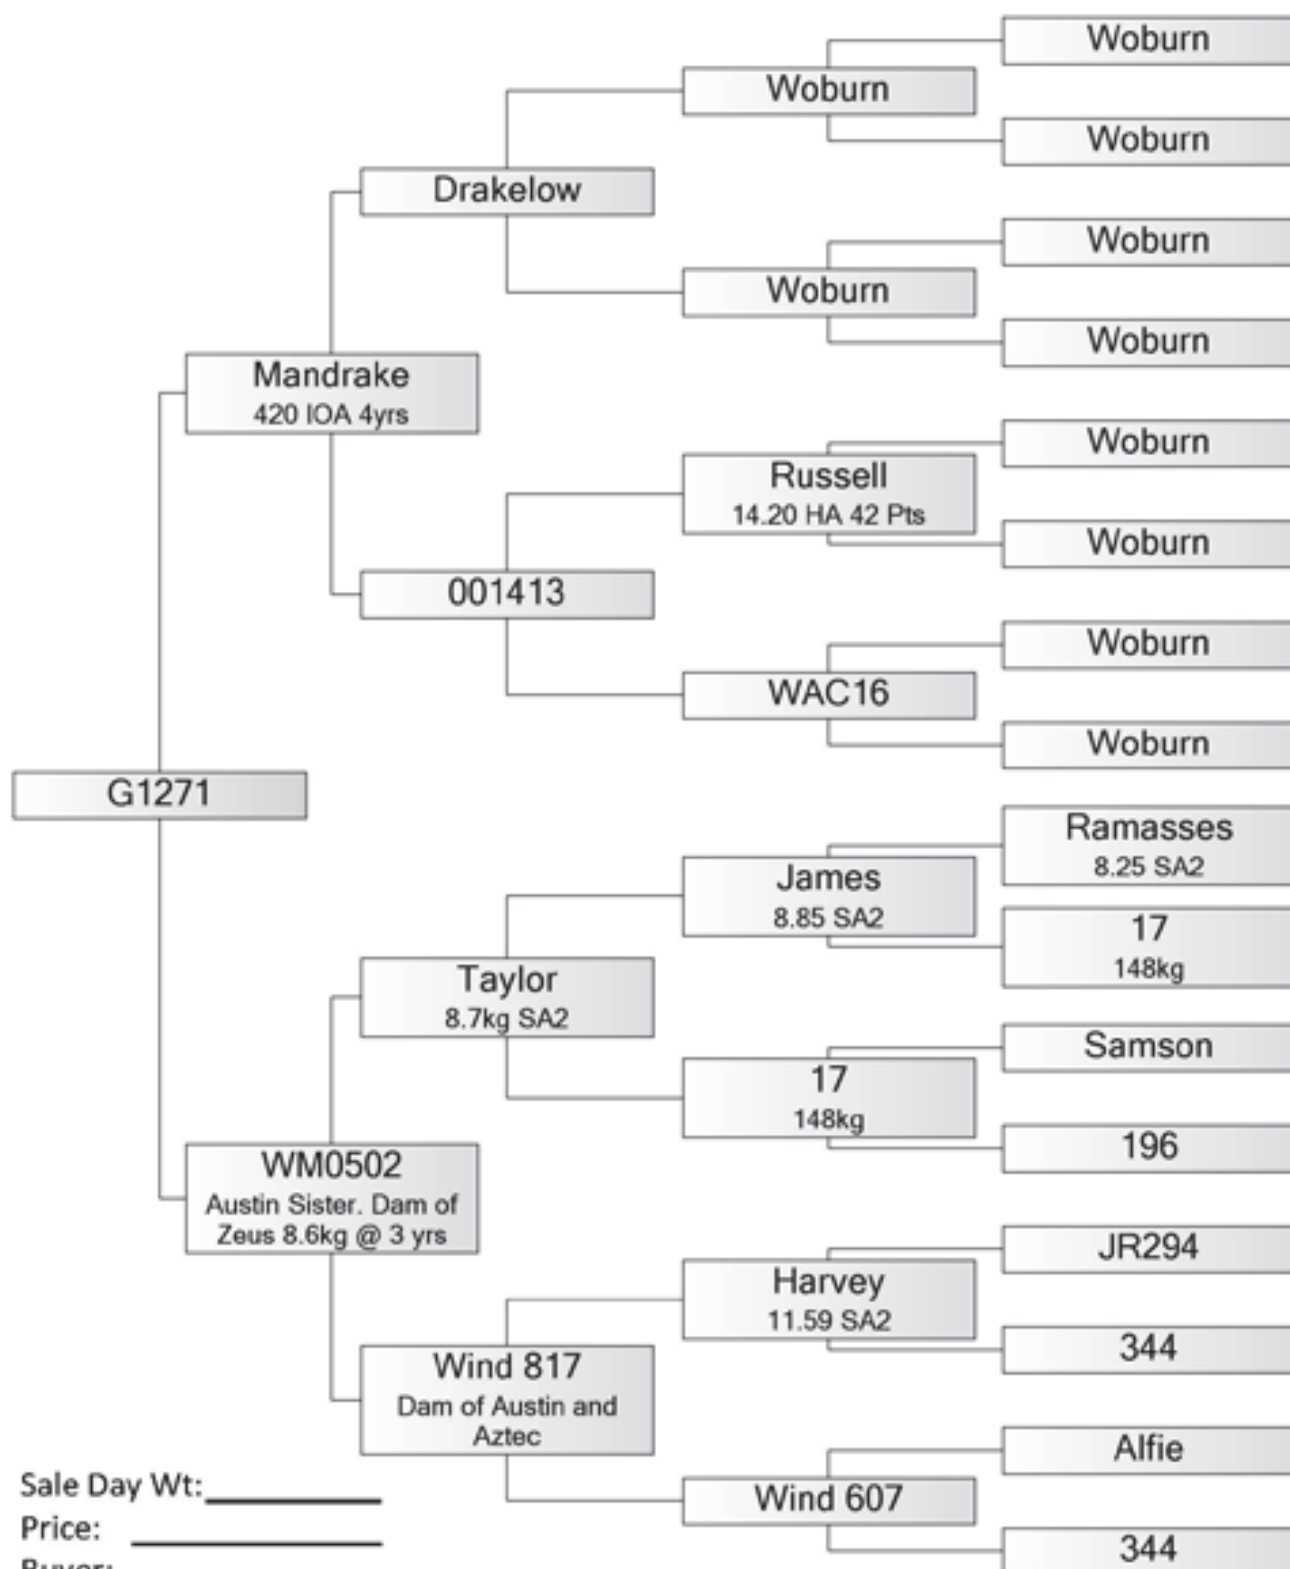 Woburn
Woburn
Woburn
Drakelow
Woburn
Woburn
Woburn
Mandrake
420 IOA 4yrs
Woburn
Russell
14.20 HA 42 Pts
Woburn
001413
Woburn
WAC16
Woburn
G1271
Ramasses
8.25 SA2
James
8.85 SA2
17
148kg
Taylor
8.7kg SA2
Samson
17
148kg
196
WM0502
Austin Sister. Dam of
Zeus 8.6kg @ 3 yrs
JR294
Harvey
11.59 SA2
344
Wind 817
Dam of Austin and
Aztec
Alfie
Wind 607
344
Sale Day Wt:
Price:
Buyer: